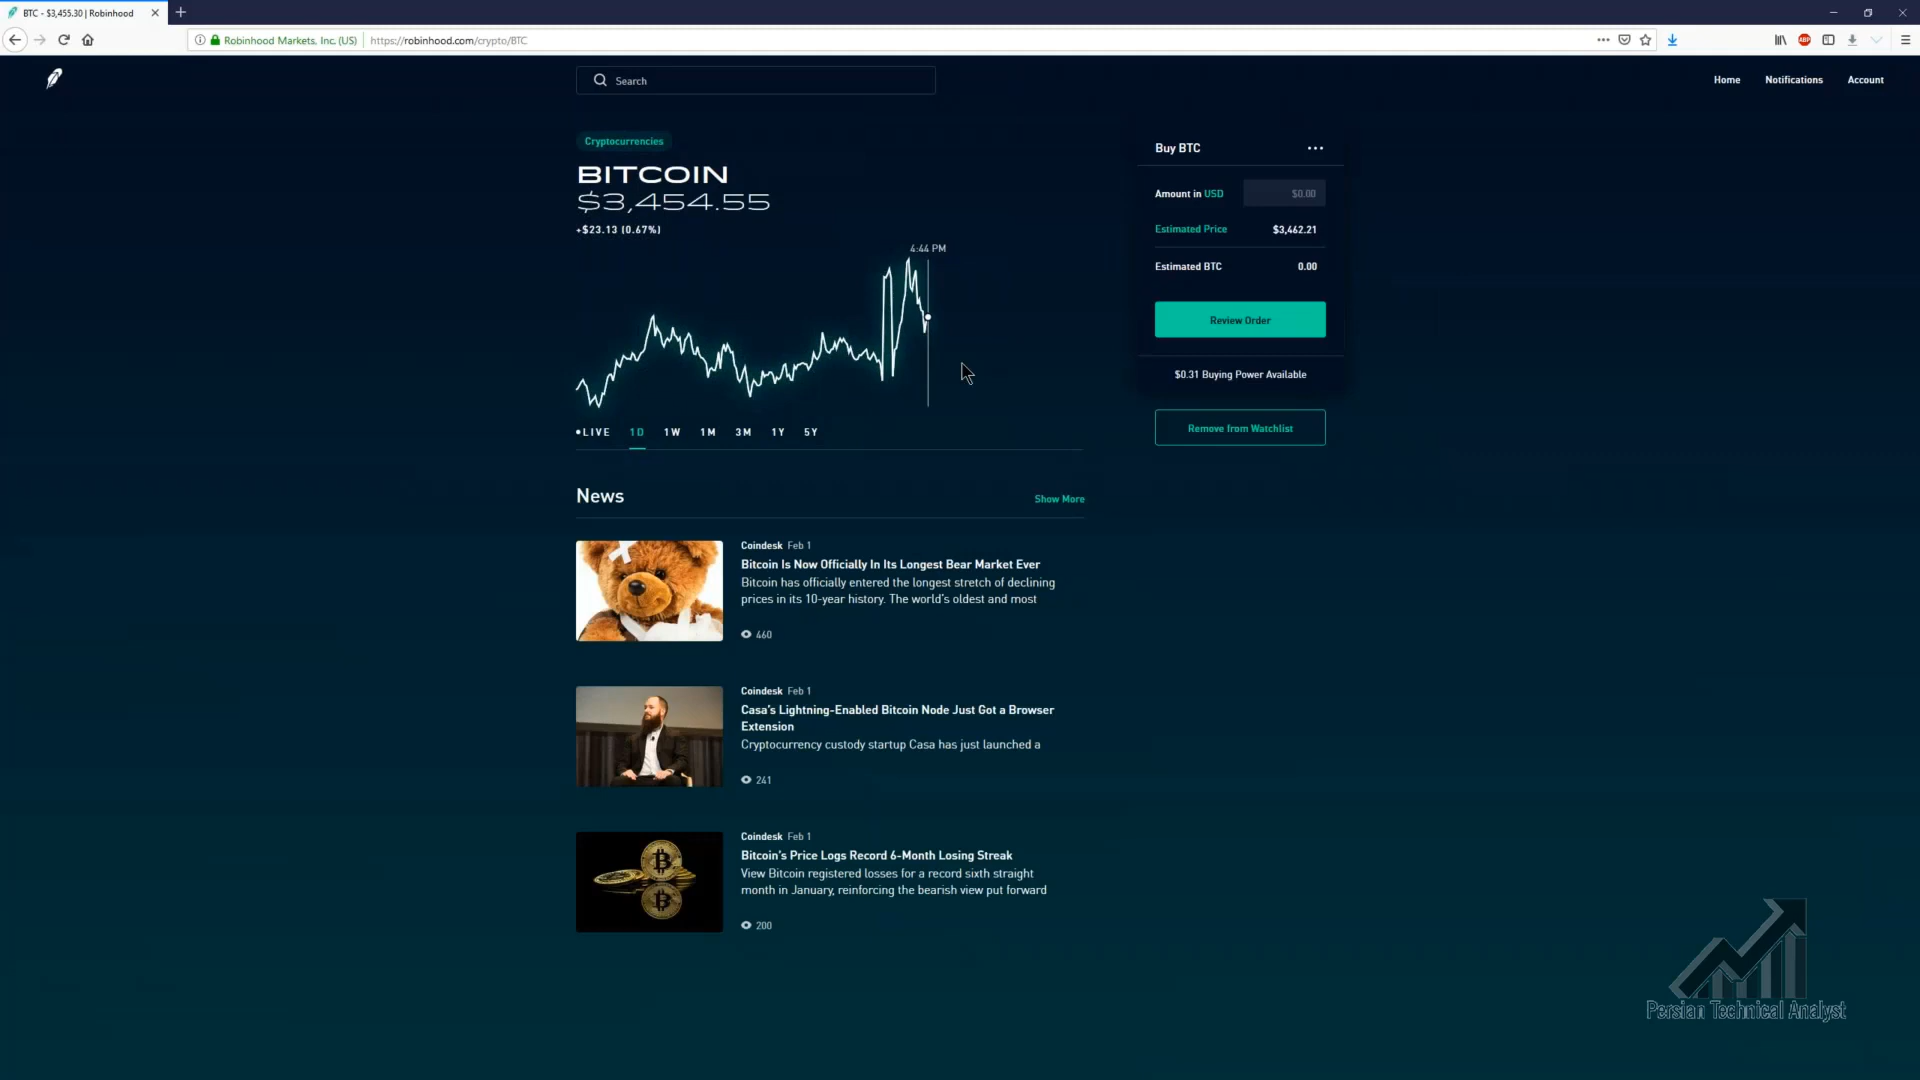 BTC - $3,455.30 | Robinhood
Robinhood Markets, Inc. (US)
https://robinhood.com/crypto/BTC
ABP
Search
Home
Notifications
Account
Cryptocurrencies
BITCOIN
$3,454.55
+$23.13 (0.67%)
4:44 PM
LIVE 1D 1W 1M 3M 1Y 5Y
Buy BTC
Amount in USD $0.00
Estimated Price $3,462.21
Estimated BTC 0.00
Review Order
$0.31 Buying Power Available
Remove from Watchlist
News
Show More
Coindesk Feb 1
Bitcoin Is Now Officially In Its Longest Bear Market Ever
Bitcoin has officially entered the longest stretch of declining
prices in its 10-year history. The world's oldest and most
460
Coindesk Feb 1
Casa's Lightning-Enabled Bitcoin Node Just Got a Browser
Extension
Cryptocurrency custody startup Casa has just launched a
241
Coindesk Feb 1
Bitcoin's Price Logs Record 6-Month Losing Streak
View Bitcoin registered losses for a record sixth straight
month in January, reinforcing the bearish view put forward
200
Persian Technical Analyst